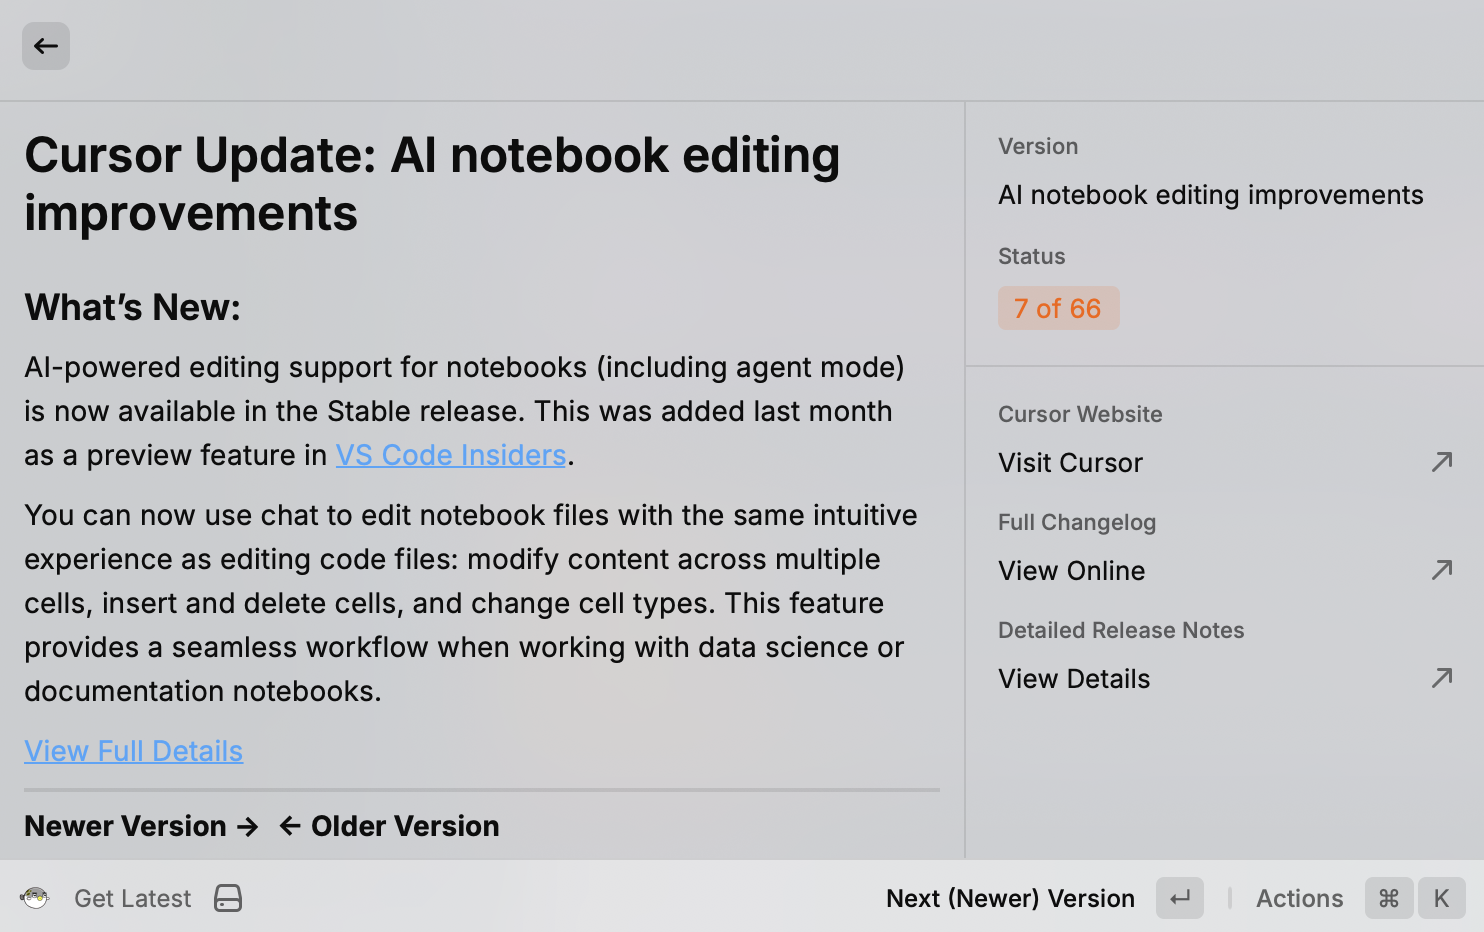 Cursor Update: AI notebook editing
improvements
What’s New:
AI-powered editing support for notebooks (including agent mode)
is now available in the Stable release. This was added last month
as a preview feature in VS Code Insiders.
You can now use chat to edit notebook files with the same intuitive
experience as editing code files: modify content across multiple
cells, insert and delete cells, and change cell types. This feature
provides a seamless workflow when working with data science or
documentation notebooks.
View Full Details
Newer Version → ← Older Version
Version
AI notebook editing improvements
Status
7 of 66
Cursor Website
Visit Cursor
Full Changelog
View Online
Detailed Release Notes
View Details
Get Latest
Next (Newer) Version ↵ Actions ⌘ K